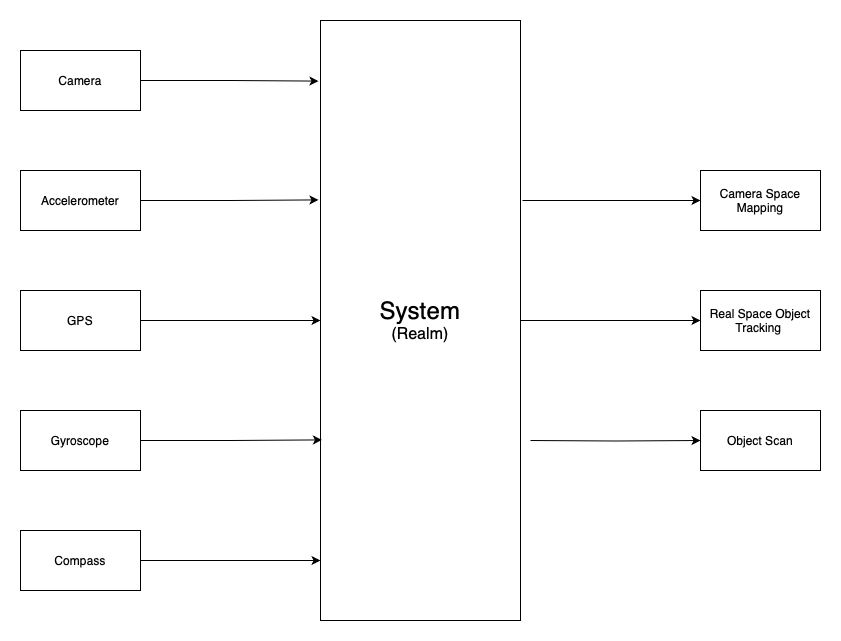 Camera
Accelerometer
GPS
Gyroscope
Compass
System
(Realm)
Camera Space
Mapping
Real Space Object
Tracking
Object Scan